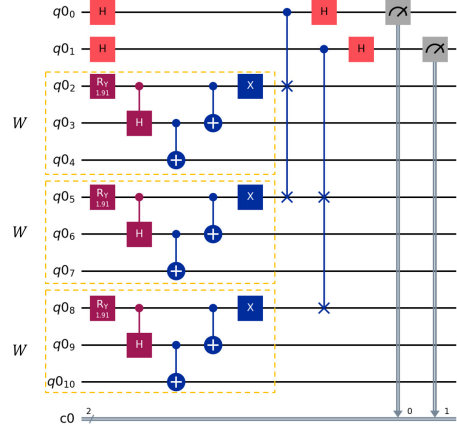 q0₀ H H
q0₁ H H
q0₂ R_Y 1.91 X
W q0₃ H
q0₄
q0₅ R_Y 1.91 X
W q0₆ H
q0₇
q0₈ R_Y 1.91 X
W q0₉ H
q0₁₀
c0 2 0 1